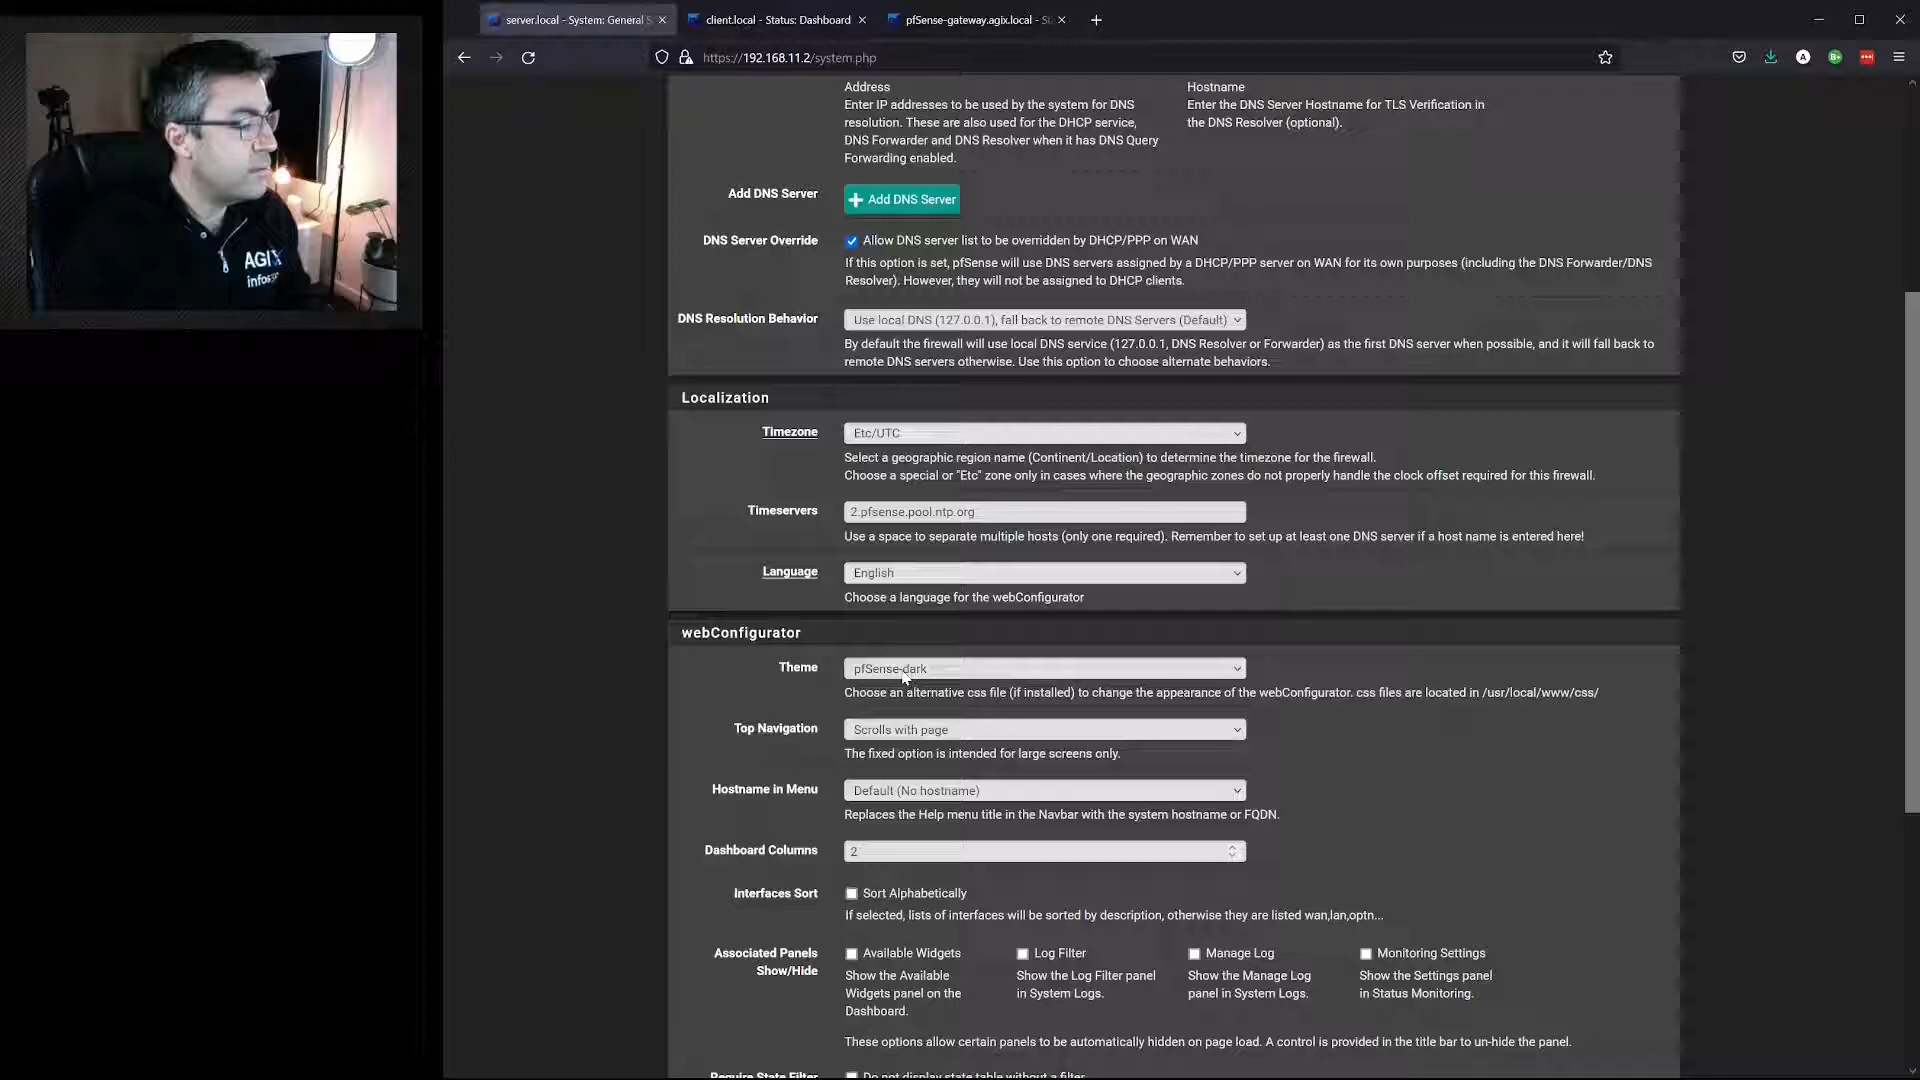 server.local - System: General S
client.local - Status: Dashboard
pfSense-gateway.agix.local - S
https://192.168.11.2/system.php
Address
Enter IP addresses to be used by the system for DNS
resolution. These are also used for the DHCP service,
DNS Forwarder and DNS Resolver when it has DNS Query
Forwarding enabled.
Hostname
Enter the DNS Server Hostname for TLS Verification in
the DNS Resolver (optional).
Add DNS Server
Add DNS Server
DNS Server Override
Allow DNS server list to be overridden by DHCP/PPP on WAN
If this option is set, pfSense will use DNS servers assigned by a DHCP/PPP server on WAN for its own purposes (including the DNS Forwarder/DNS
Resolver). However, they will not be assigned to DHCP clients.
DNS Resolution Behavior
Use local DNS (127.0.0.1), fall back to remote DNS Servers (Default)
By default the firewall will use local DNS service (127.0.0.1, DNS Resolver or Forwarder) as the first DNS server when possible, and it will fall back to
remote DNS servers otherwise. Use this option to choose alternate behaviors.
Localization
Timezone
Etc/UTC
Select a geographic region name (Continent/Location) to determine the timezone for the firewall.
Choose a special or "Etc" zone only in cases where the geographic zones do not properly handle the clock offset required for this firewall.
Timeservers
2.pfsense.pool.ntp.org
Use a space to separate multiple hosts (only one required). Remember to set up at least one DNS server if a host name is entered here!
Language
English
Choose a language for the webConfigurator
webConfigurator
Theme
pfSense-dark
Choose an alternative css file (if installed) to change the appearance of the webConfigurator. css files are located in /usr/local/www/css/
Top Navigation
Scrolls with page
The fixed option is intended for large screens only.
Hostname in Menu
Default (No hostname)
Replaces the Help menu title in the Navbar with the system hostname or FQDN.
Dashboard Columns
2
Interfaces Sort
Sort Alphabetically
If selected, lists of interfaces will be sorted by description, otherwise they are listed wan,lan,optn...
Associated Panels
Show/Hide
Available Widgets
Show the Available
Widgets panel on the
Dashboard.
Log Filter
Show the Log Filter panel
in System Logs.
Manage Log
Show the Manage Log
panel in System Logs.
Monitoring Settings
Show the Settings panel
in Status Monitoring.
These options allow certain panels to be automatically hidden on page load. A control is provided in the title bar to un-hide the panel.
Require State Filter
Do not display state table without a filter
AGIX